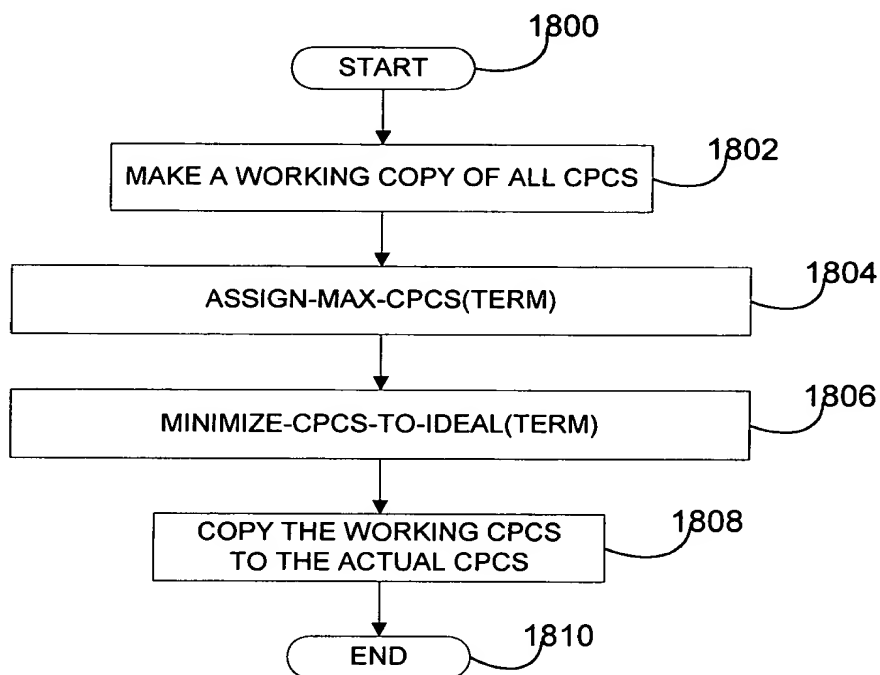 1800
START
1802
MAKE A WORKING COPY OF ALL CPCS
1804
ASSIGN-MAX-CPCS(TERM)
1806
MINIMIZE-CPCS-TO-IDEAL(TERM)
1808
COPY THE WORKING CPCS
TO THE ACTUAL CPCS
1810
END